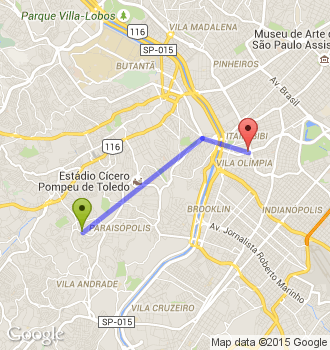 Parque Villa-Lobos
116
VILA MADALENA
SP-015
Museu de Arte de
São Paulo Assis
BUTANTÃ
PINHEIROS
Av. Brasil
116
ITAIM BIBI
Estádio Cícero
Pompeu de Toledo
VILA OLÍMPIA
PARAISÓPOLIS
BROOKLIN
INDIANOPOLIS
Av. Jornalista Roberto Marinho
VILA ANDRADE
VILA CRUZEIRO
SP-015
Google
Map data ©2015 Google